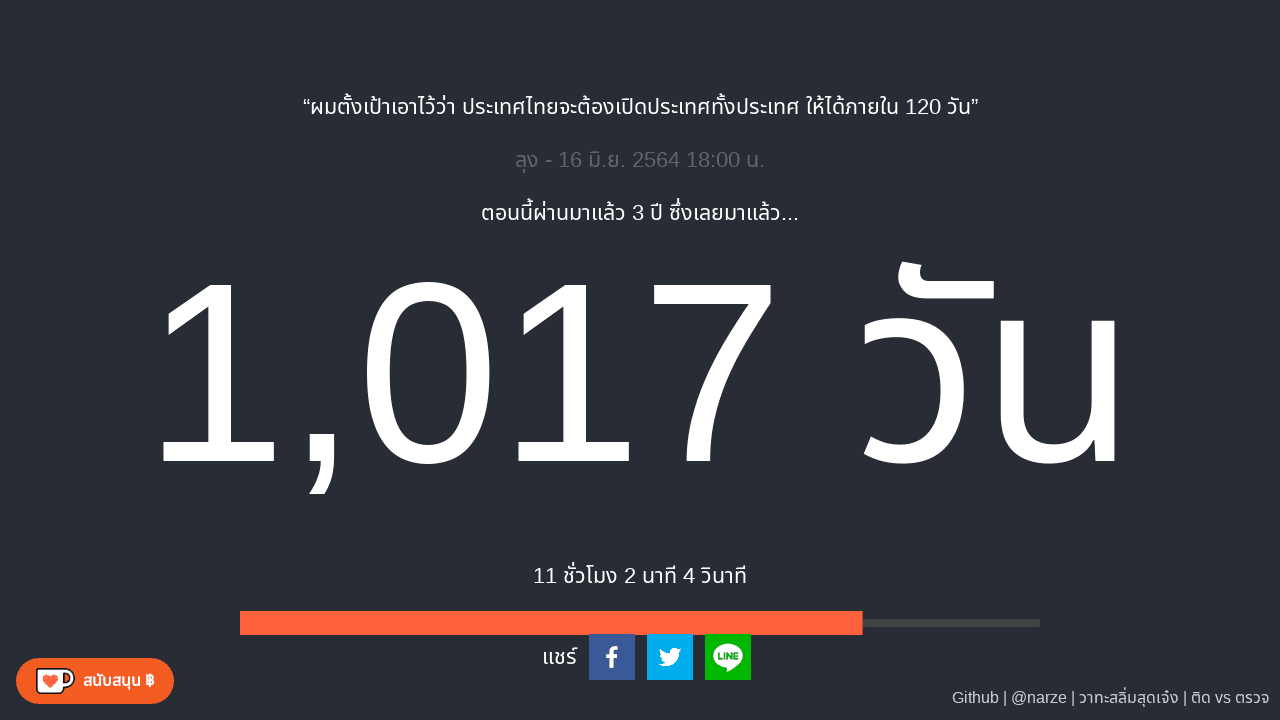 “ผมตั้งเป้าเอาไว้ว่า ประเทศไทยจะต้องเปิดประเทศทั้งประเทศ ให้ได้ภายใน 120 วัน”
ลุง - 16 มิ.ย. 2564 18:00 น.
ตอนนี้ผ่านมาแล้ว 3 ปี ซึ่งเลยมาแล้ว...
1,017 วัน
11 ชั่วโมง 2 นาที 4 วินาที
แชร์
LINE
สนับสนุน ฿
Github | @narze | วาทะสลิ่มสุดเจ๋ง | ติด vs ตรวจ